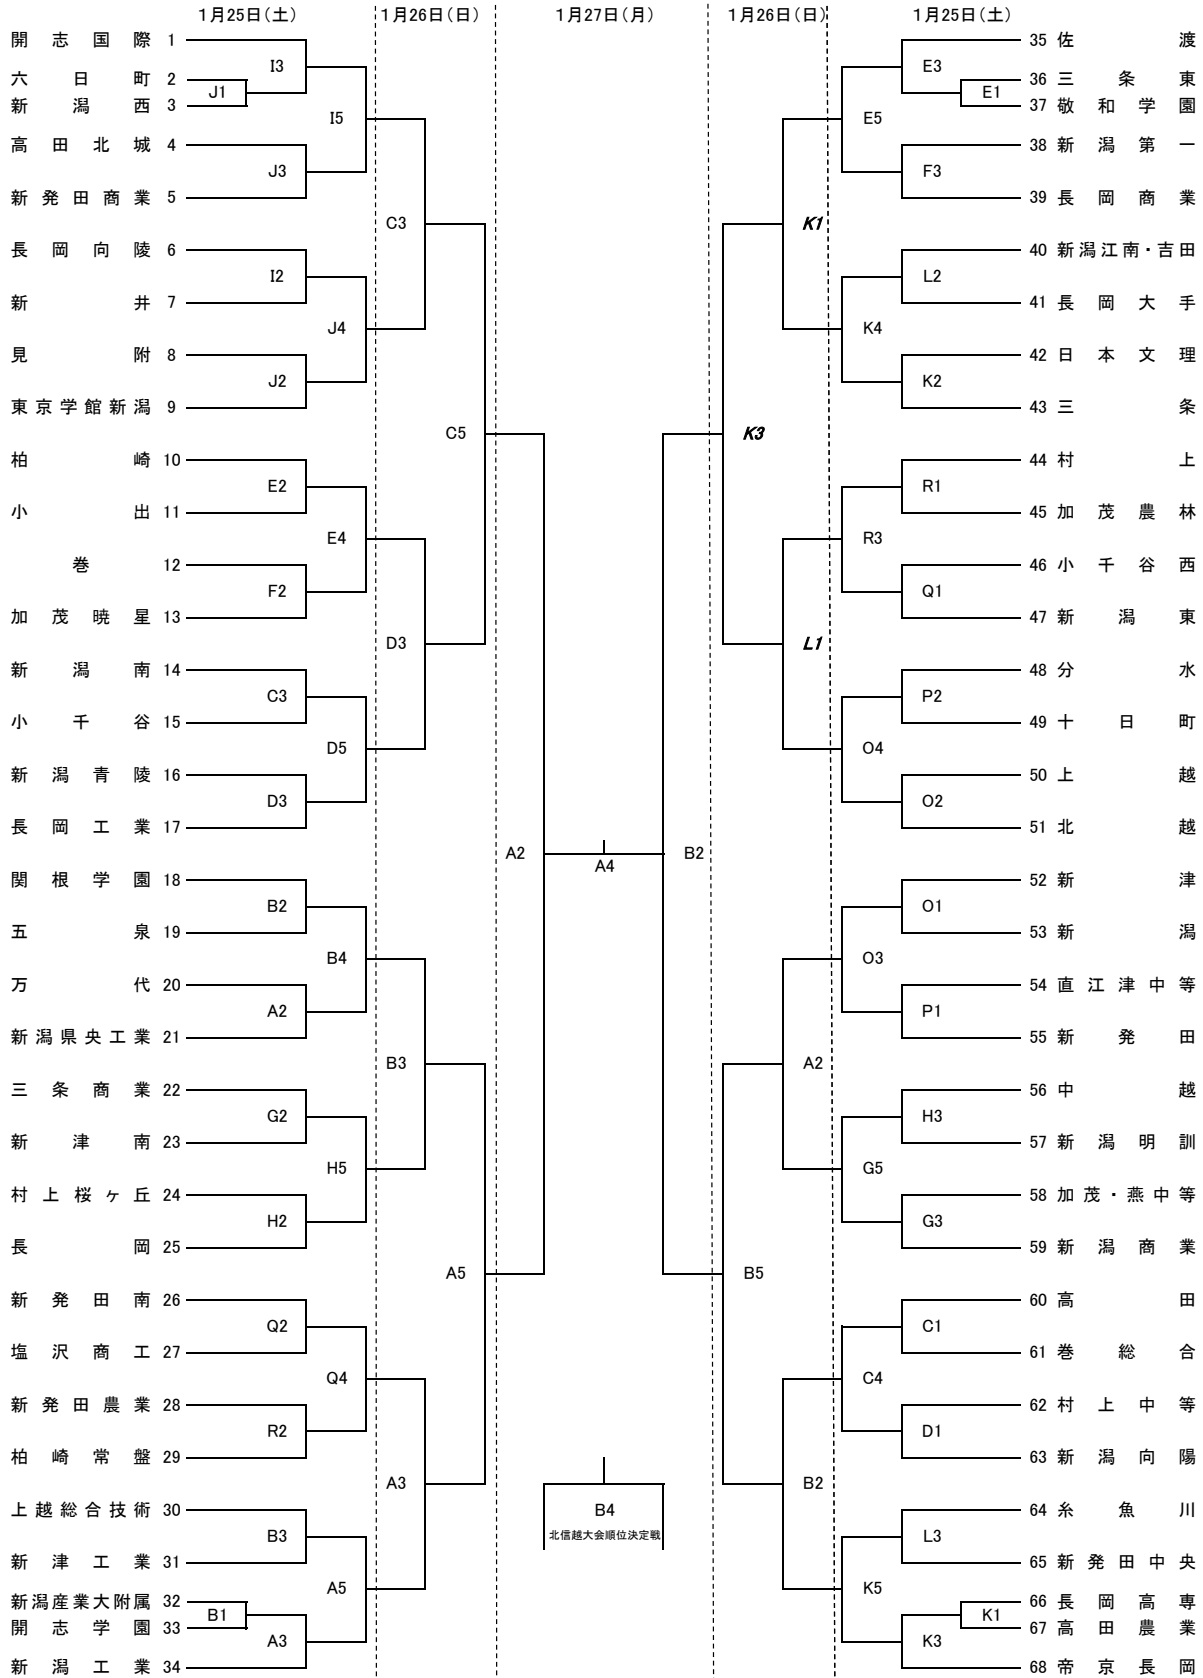 1月25日(土) 1月26日(日) 1月27日(月) 1月26日(日) 1月25日(土)
開志国際 1
六日町 2
新潟西 3
高田北城 4
新発田商業 5
長岡向陵 6
新井 7
見附 8
東京学館新潟 9
柏崎 10
小出 11
巻 12
加茂暁星 13
新潟南 14
小千谷 15
新潟青陵 16
長岡工業 17
関根学園 18
五泉 19
万代 20
新潟県央工業 21
三条商業 22
新津南 23
村上桜ヶ丘 24
長岡 25
新発田南 26
塩沢商工 27
新発田農業 28
柏崎常盤 29
上越総合技術 30
新津工業 31
新潟産業大附属 32
開志学園 33
新潟工業 34
I3
J1
J3
I2
J2
E2
F2
C3
D3
B2
A2
G2
H2
Q2
R2
B3
B1
A3
I5
J4
E4
D5
B4
H5
Q4
A5
C3
D3
B3
A3
C5
A5
A2
A4
B2
B4
北信越大会順位決定戦
K3
B5
K1
L1
A2
B2
E5
K4
R3
O4
O3
G5
C4
K5
E3
E1
F3
L2
K2
R1
Q1
P2
O2
O1
P1
H3
G3
C1
D1
L3
K1
K3
35 佐渡
36 三条東
37 敬和学園
38 新潟第一
39 長岡商業
40 新潟江南・吉田
41 長岡大手
42 日本文理
43 三条
44 村上
45 加茂農林
46 小千谷西
47 新潟東
48 分水
49 十日町
50 上越
51 北越
52 新津
53 新潟
54 直江津中等
55 新発田
56 中越
57 新潟明訓
58 加茂・燕中等
59 新潟商業
60 高田
61 巻総合
62 村上中等
63 新潟向陽
64 糸魚川
65 新発田中央
66 長岡高専
67 高田農業
68 帝京長岡